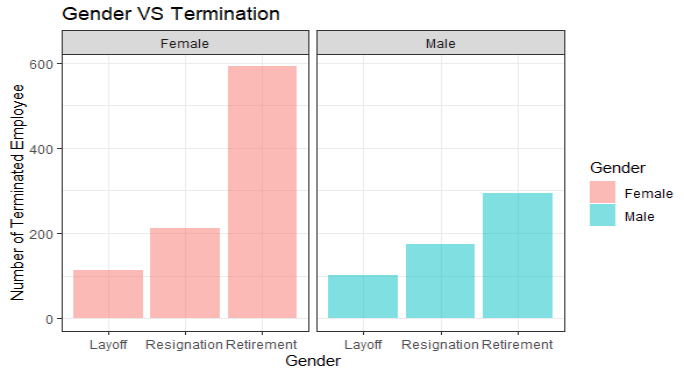 Gender VS Termination
Female
Male
Number of Terminated Employee
600
400
200
0
Layoff Resignation Retirement
Layoff Resignation Retirement
Gender
Gender
Female
Male